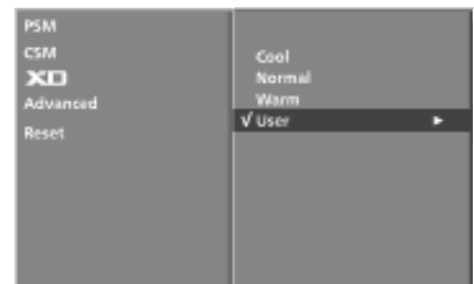 PSM
CSM
XD
Advanced
Reset
Cool
Normal
Warm
√ User ►